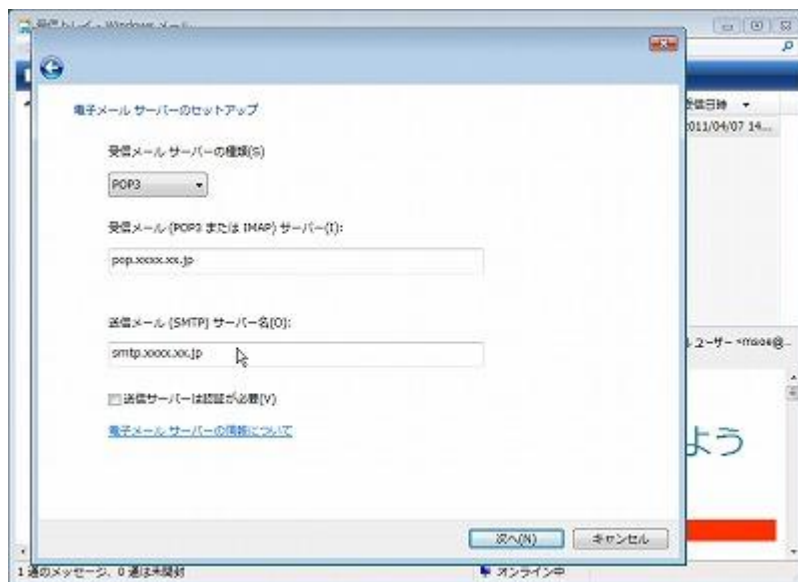 受信トレイ - Windows メール
電子メール サーバーのセットアップ
受信メール サーバーの種類(S)
POP3
受信メール (POP3 または IMAP) サーバー(I):
pop.xxxx.xx.jp
送信メール (SMTP) サーバー名(O):
smtp.xxxx.xx.jp
送信サーバーは認証が必要(V)
電子メール サーバーの情報について
次へ(N)
キャンセル
受信日時
2011/04/07 14...
ユーザー <msoe@...
よう
1 通のメッセージ、0 通は未開封
オンライン中